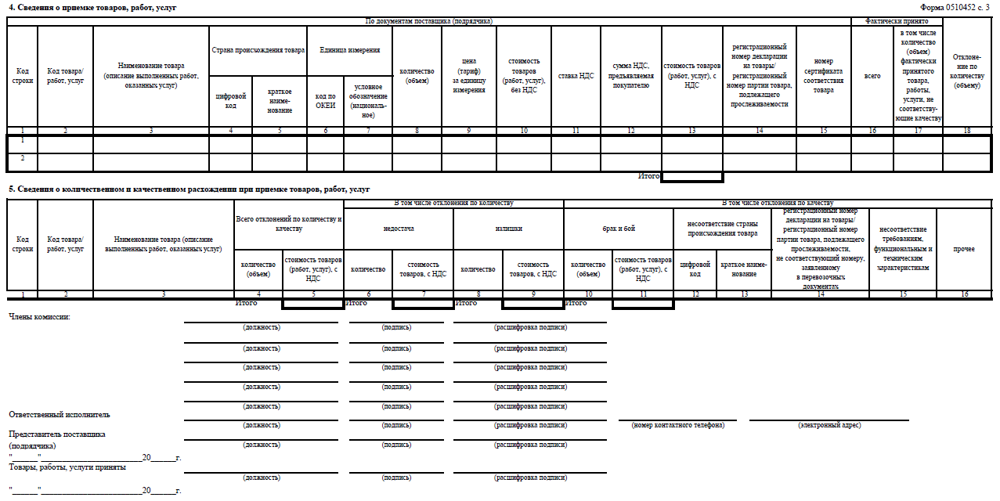 4. Сведения о приемке товаров, работ, услуг
Форма 0510452 с. 3
По документам поставщика (подрядчика)
Фактически принято
Код
строки
Код товара/
работ, услуг
Наименование товара
(описание выполненных работ,
оказанных услуг)
Страна происхождения товара
цифровой
код
краткое
наиме-
нование
Единица измерения
код по
ОКЕИ
условное
обозначение
(националь-
ное)
количество
(объем)
цена
(тариф)
за единицу
измерения
стоимость
товаров
(работ, услуг),
без НДС
ставка НДС
сумма НДС,
предъявляемая
покупателю
стоимость товаров
(работ, услуг), с
НДС
регистрационный
номер декларации
на товары/
регистрационный
номер партии товара,
подлежащего
прослеживаемости
номер
сертификата
соответствия
товара
всего
в том числе
количество
(объем)
фактически
принятого
товара,
работы,
услуги, не
соответству-
ющие качеству
Отклоне-
ние по
количеству
(объему)
1 2 3 4 5 6 7 8 9 10 11 12 13 14 15 16 17 18
1
2
Итого
5. Сведения о количественном и качественном расхождении при приемке товаров, работ, услуг
Код
строки
Код товара/
работ, услуг
Наименование товара (описание
выполненных работ, оказанных услуг)
Всего отклонений по количеству и
качеству
количество
(объем)
стоимость товаров
(работ, услуг), с
НДС
В том числе отклонения по количеству
недостача
количество
стоимость
товаров, с НДС
излишки
количество
стоимость
товаров, с НДС
В том числе отклонения по качеству
брак и бой
количество
(объем)
стоимость товаров
(работ, услуг), с
НДС
несоответствие страны
происхождения товара
цифровой
код
краткое наиме-
нование
регистрационный номер
декларации на товары/
регистрационный номер
партии товара, подлежащего
прослеживаемости,
не соответствующий номеру,
заявленному
в перевозочных
документах
несоответствие
требованиям,
функциональным и
техническим
характеристикам
прочее
1 2 3 4 5 6 7 8 9 10 11 12 13 14 15 16
Итого Итого Итого Итого
Члены комиссии:
(должность) (подпись) (расшифровка подписи)
(должность) (подпись) (расшифровка подписи)
(должность) (подпись) (расшифровка подписи)
(должность) (подпись) (расшифровка подписи)
(должность) (подпись) (расшифровка подписи)
Ответственный исполнитель
(должность) (подпись) (расшифровка подписи) (номер контактного телефона) (электронный адрес)
Представитель поставщика
(подрядчика)
(должность) (подпись) (расшифровка подписи)
"______"________________________20______г.
Товары, работы, услуги приняты
(должность) (подпись) (расшифровка подписи)
"______"________________________20______г.